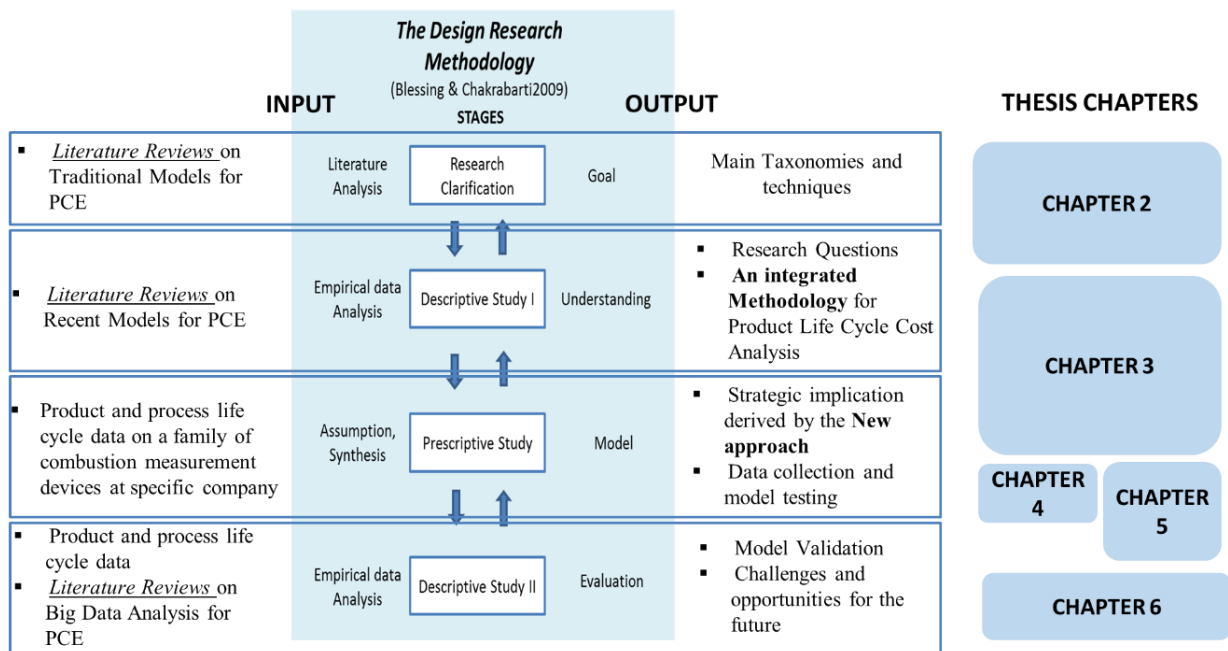 The Design Research
Methodology
(Blessing & Chakrabarti2009)
INPUT
STAGES
OUTPUT
THESIS CHAPTERS
▪ Literature Reviews on
Traditional Models for
PCE
Literature
Analysis
Research
Clarification
Goal
Main Taxonomies and
techniques
CHAPTER 2
▪ Literature Reviews on
Recent Models for PCE
Empirical data
Analysis
Descriptive Study I
Understanding
▪ Research Questions
▪ An integrated
Methodology for
Product Life Cycle Cost
Analysis
CHAPTER 3
▪ Product and process life
cycle data on a family of
combustion measurement
devices at specific company
Assumption,
Synthesis
Prescriptive Study
Model
▪ Strategic implication
derived by the New
approach
▪ Data collection and
model testing
CHAPTER
4
CHAPTER
5
▪ Product and process life
cycle data
▪ Literature Reviews on
Big Data Analysis for
PCE
Empirical data
Analysis
Descriptive Study II
Evaluation
▪ Model Validation
▪ Challenges and
opportunities for the
future
CHAPTER 6